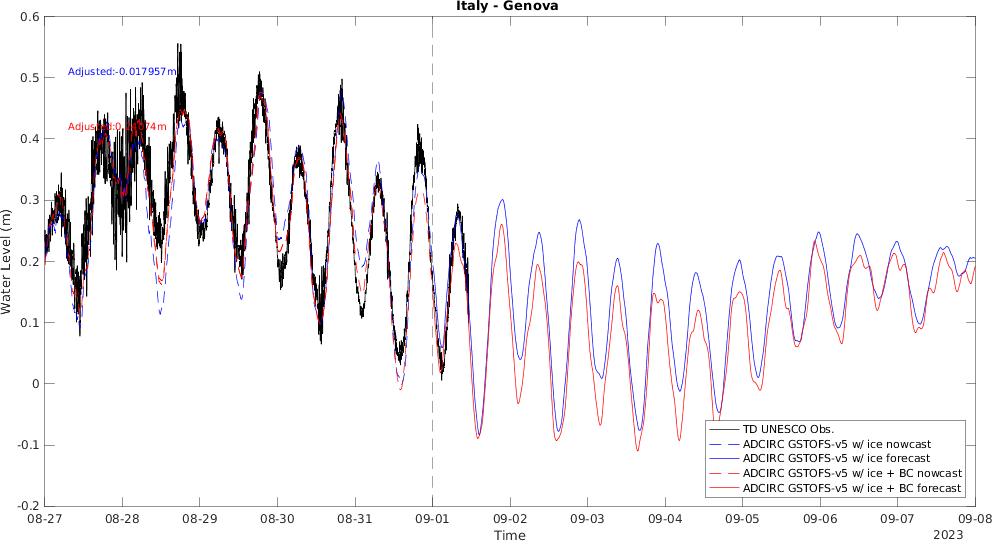 Italy - Genova
0.6
0.5
0.4
0.3
0.2
0.1
0
-0.1
-0.2
Water Level (m)
Adjusted:-0.017957m
TD UNESCO Obs.
ADCIRC GSTOFS-v5 w/ ice nowcast
ADCIRC GSTOFS-v5 w/ ice forecast
ADCIRC GSTOFS-v5 w/ ice + BC nowcast
ADCIRC GSTOFS-v5 w/ ice + BC forecast
08-27 08-28 08-29 08-30 08-31 09-01 09-02 09-03 09-04 09-05 09-06 09-07 09-08
Time
2023